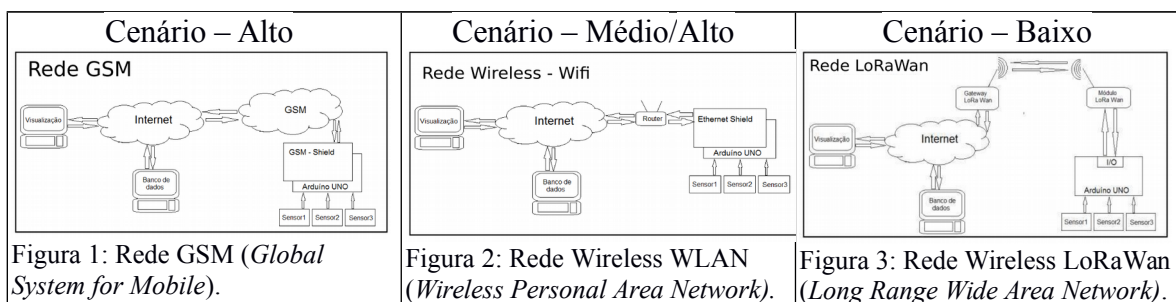 Cenário – Alto
Rede GSM
GSM
Visualização
Internet
GSM - Shield
Arduino UNO
Banco de
dados
Sensor1 Sensor2 Sensor3
Figura 1: Rede GSM (Global
System for Mobile).
Cenário – Médio/Alto
Rede Wireless - Wifi
Visualização
Internet
Router
Ethernet Shield
Arduino UNO
Banco de
dados
Sensor1 Sensor2 Sensor3
Figura 2: Rede Wireless WLAN
(Wireless Personal Area Network).
Cenário – Baixo
Rede LoRaWan
Gateway
LoRa Wan
Módulo
LoRa Wan
Visualização
Internet
I/O
Arduino UNO
Banco de
dados
Sensor1 Sensor2 Sensor3
Figura 3: Rede Wireless LoRaWan
(Long Range Wide Area Network).